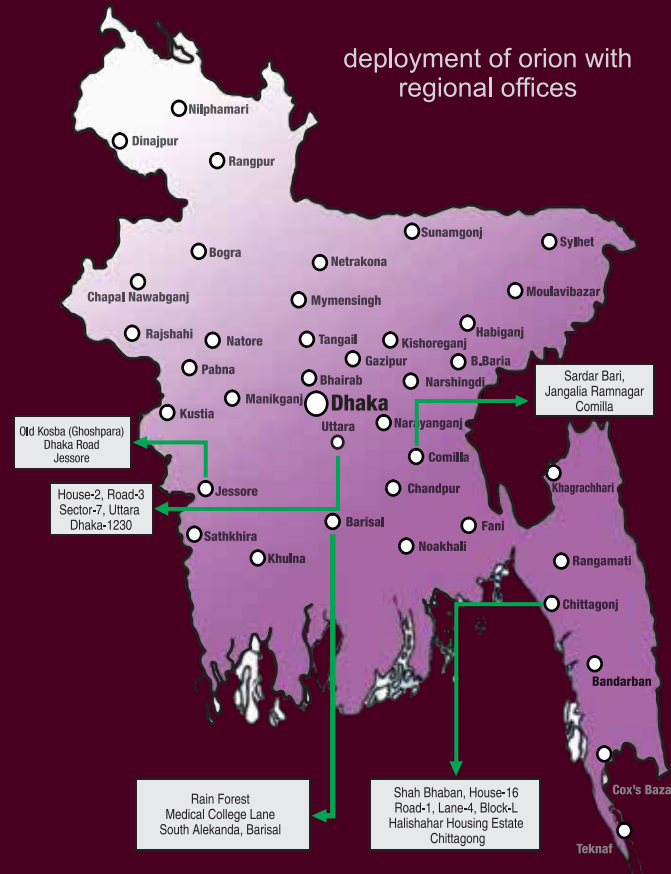 deployment of orion with
regional offices
Nilphamari
Dinajpur
Rangpur
Sunamgonj
Sylhet
Bogra
Netrakona
Chapal Nawabganj
Mymensingh
Moulavibazar
Rajshahi
Natore
Tangail
Kishoreganj
Habiganj
Gazipur
B.Baria
Pabna
Bhairab
Narshingdi
Manikganj
Dhaka
Kustia
Uttara
Narayanganj
Sardar Bari,
Jangalia Ramnagar
Comilla
Old Kosba (Ghoshpara)
Dhaka Road
Jessore
Comilla
Khagrachhari
House-2, Road-3
Sector-7, Uttara
Dhaka-1230
Jessore
Chandpur
Barisal
Fani
Sathkhira
Noakhali
Khulna
Rangamati
Chittagonj
Bandarban
Cox's Baza
Rain Forest
Medical College Lane
South Alekanda, Barisal
Shah Bhaban, House-16
Road-1, Lane-4, Block-L
Halishahar Housing Estate
Chittagong
Teknaf